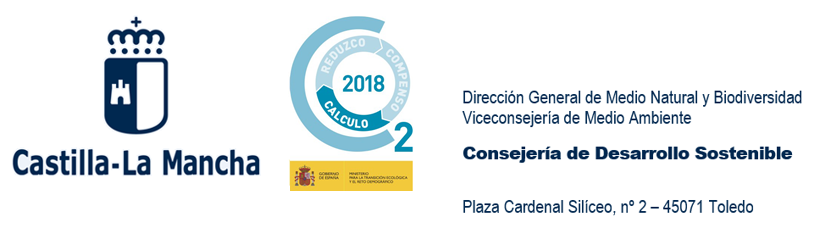 Castilla-La Mancha
REDUZCO
COMPENSO
CALCULO
2018
2
GOBIERNO
DE ESPAÑA
MINISTERIO
PARA LA TRANSICIÓN ECOLÓGICA
Y EL RETO DEMOGRÁFICO
Dirección General de Medio Natural y Biodiversidad
Viceconsejería de Medio Ambiente
Consejería de Desarrollo Sostenible
Plaza Cardenal Silíceo, nº 2 – 45071 Toledo